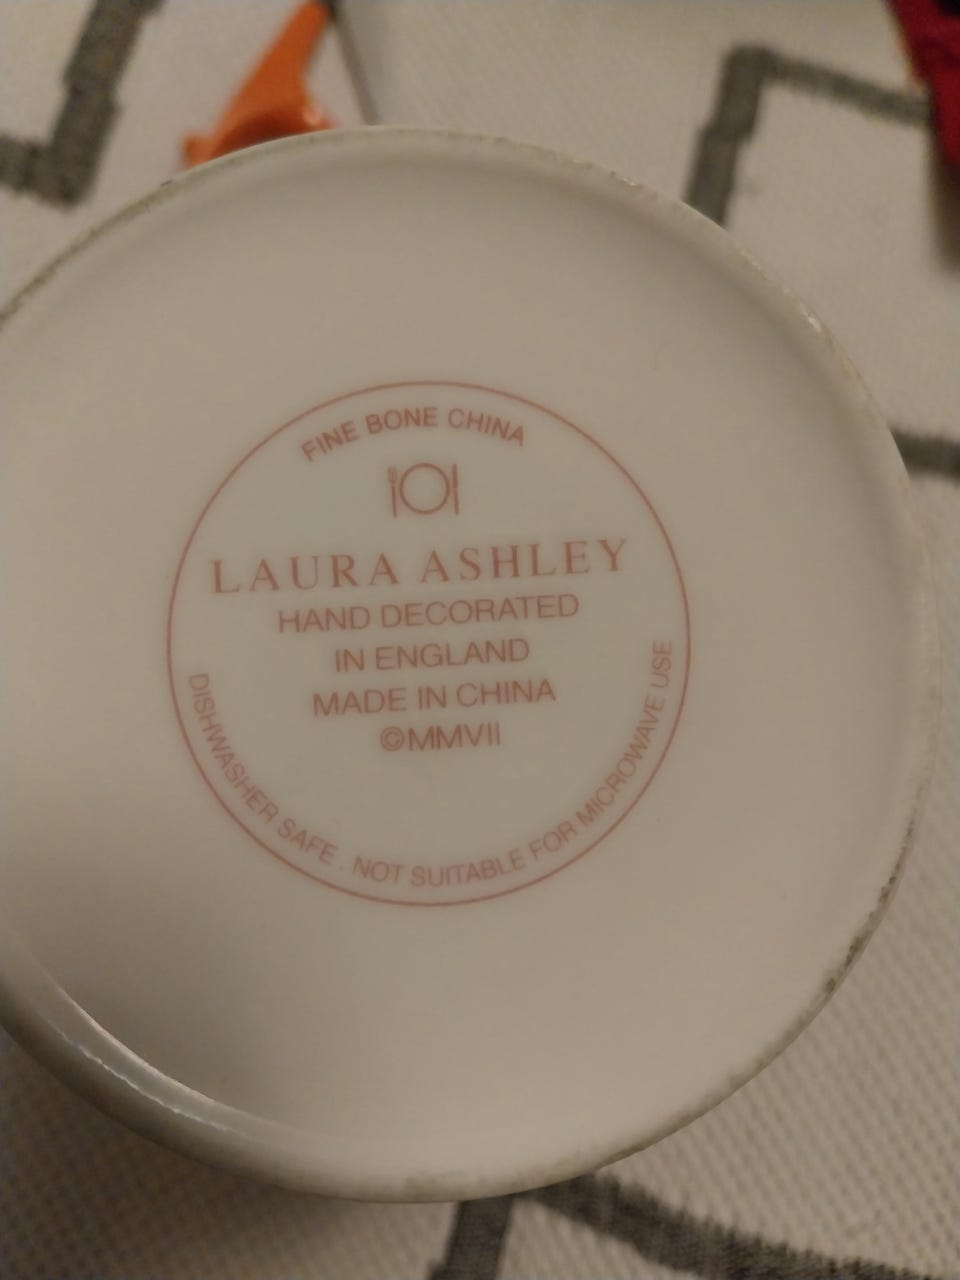 FINE BONE CHINA
LAURA ASHLEY
HAND DECORATED
IN ENGLAND
MADE IN CHINA
©MMVII
DISHWASHER SAFE . NOT SUITABLE FOR MICROWAVE USE